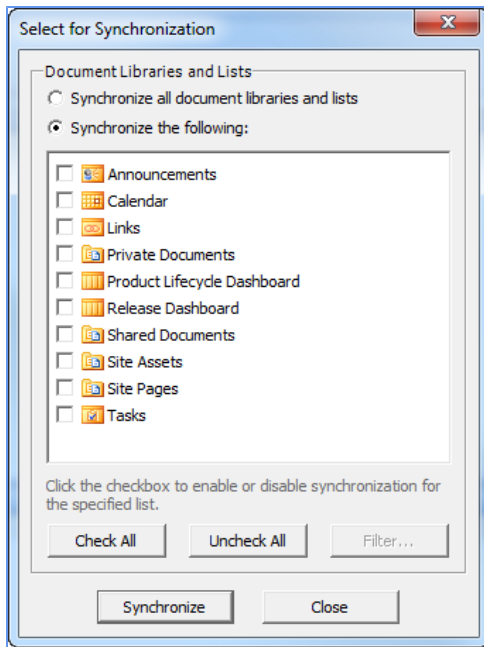 Select for Synchronization
Document Libraries and Lists
Synchronize all document libraries and lists
Synchronize the following:
Announcements
Calendar
Links
Private Documents
Product Lifecycle Dashboard
Release Dashboard
Shared Documents
Site Assets
Site Pages
Tasks
Click the checkbox to enable or disable synchronization for
the specified list.
Check All
Uncheck All
Filter...
Synchronize
Close